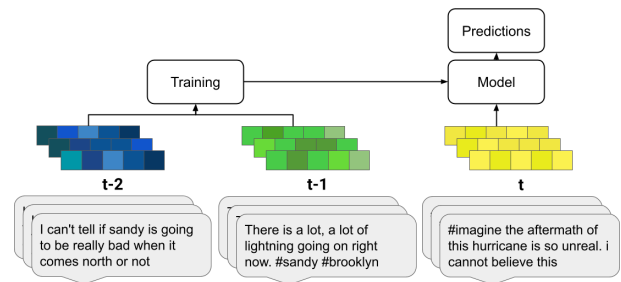 Predictions
Training
Model
t-2
t-1
t
I can't tell if sandy is going
to be really bad when it
comes north or not
There is a lot, a lot of
lightning going on right
now. #sandy #brooklyn
#imagine the aftermath of
this hurricane is so unreal. i
cannot believe this